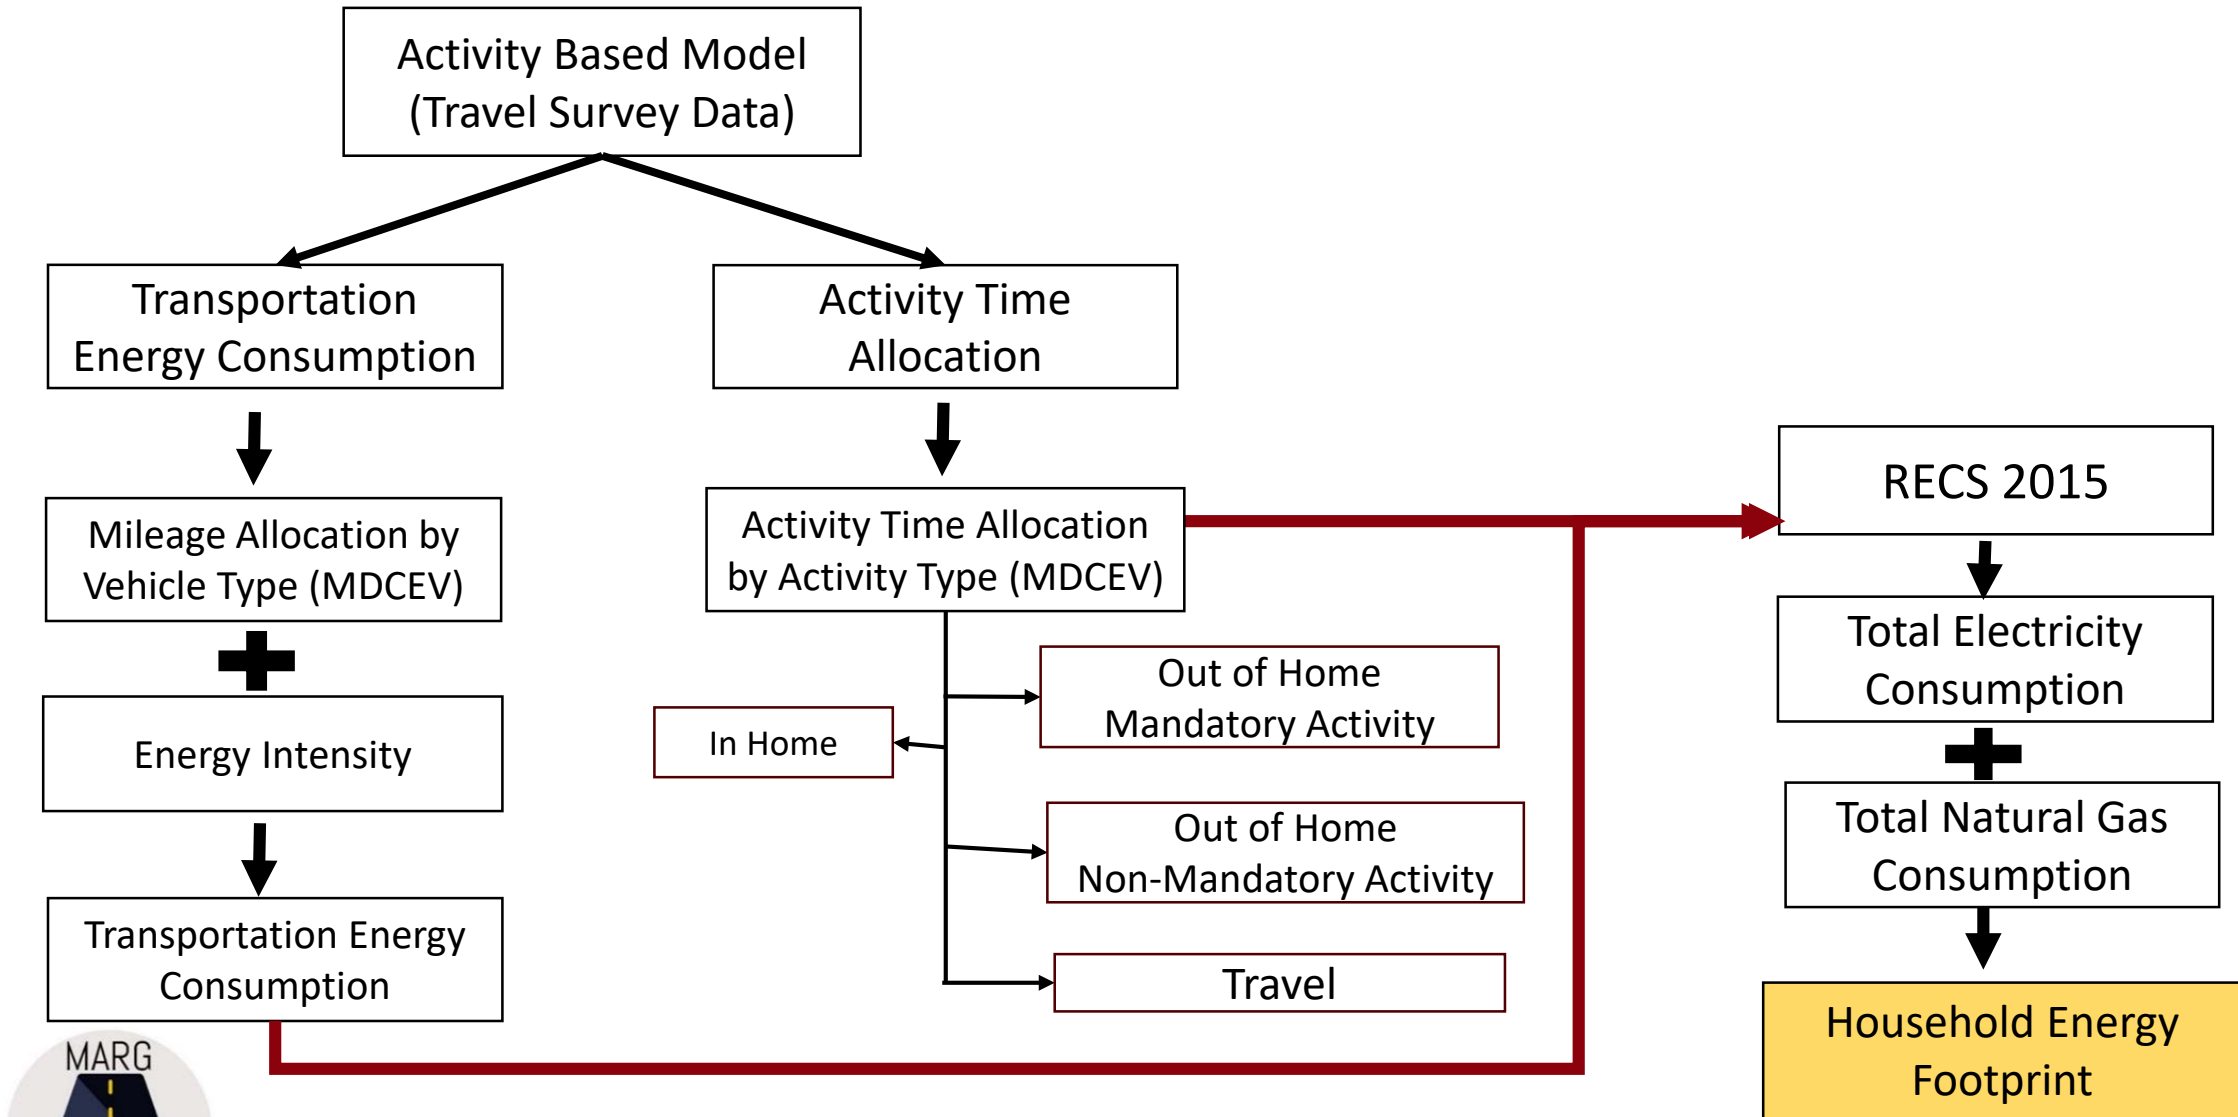 Activity Based Model
(Travel Survey Data)
Transportation
Energy Consumption
Activity Time
Allocation
Mileage Allocation by
Vehicle Type (MDCEV)
Activity Time Allocation
by Activity Type (MDCEV)
RECS 2015
Energy Intensity
In Home
Out of Home
Mandatory Activity
Out of Home
Non-Mandatory Activity
Travel
Total Electricity
Consumption
Total Natural Gas
Consumption
Transportation Energy
Consumption
Household Energy
Footprint
MARG